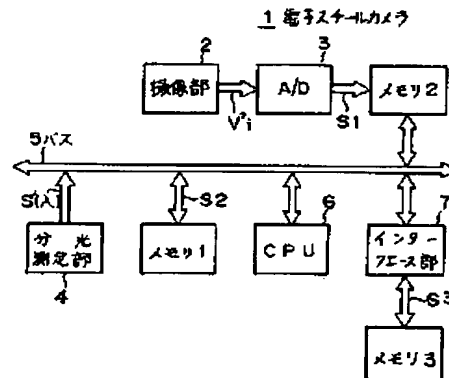 1 電子スチールカメラ
2
3
撮像部
A/D
メモリ2
V²i
S1
5バス
S'(λ)
S2
6
7
分光
測定部
4
メモリ1
CPU
インター
フェース部
S3
メモリ3